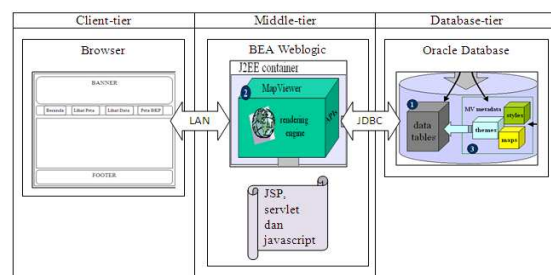 Client-tier
Middle-tier
Database-tier
Browser
BEA Weblogic
Oracle Database
J2EE container
BANNER
Beranda
Lihat Peta
Lihat Data
Peta BKP
FOOTER
LAN
2
MapViewer
rendering
engine
APIs
JDBC
JSP,
servlet
dan
javascript
1
data
tables
MV metadata
styles
themes
maps
3